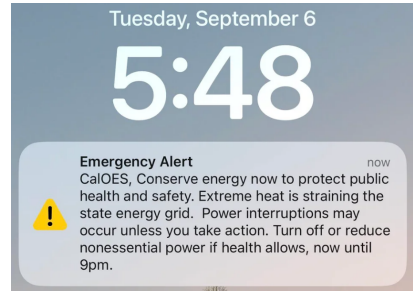 Tuesday, September 6
5:48
Emergency Alert now
CalOES, Conserve energy now to protect public
health and safety. Extreme heat is straining the
state energy grid.  Power interruptions may
occur unless you take action. Turn off or reduce
nonessential power if health allows, now until
9pm.